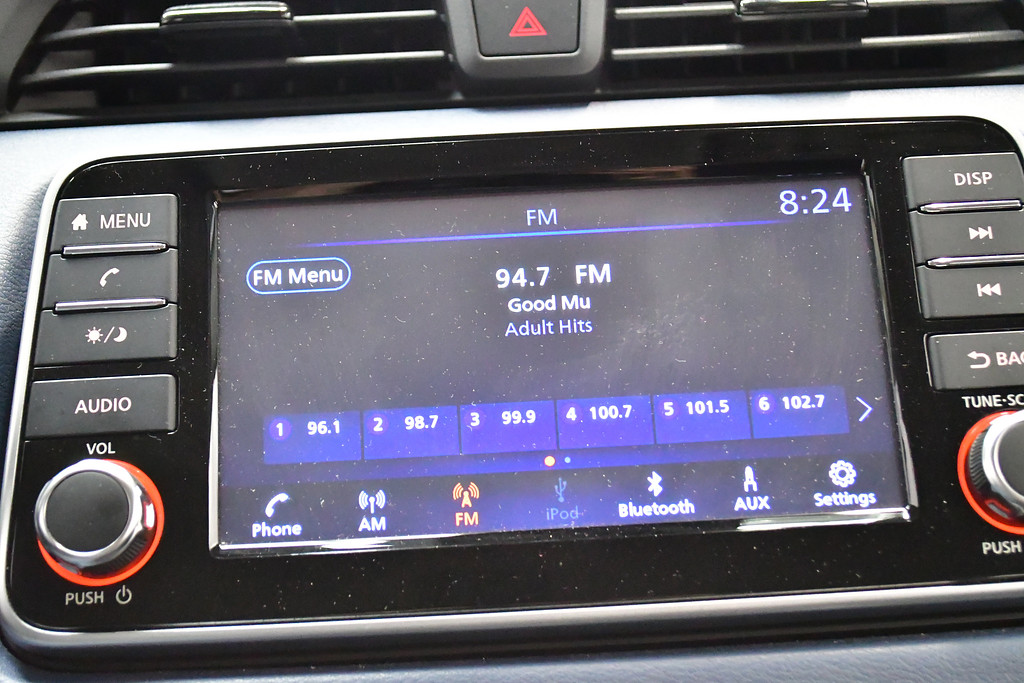 MENU
AUDIO
VOL
PUSH
FM
8:24
FM Menu
94.7 FM
Good Mu
Adult Hits
1 96.1
2 98.7
3 99.9
4 100.7
5 101.5
6 102.7
Phone
AM
FM
iPod
Bluetooth
AUX
Settings
DISP
BAC
TUNE-SC
PUSH